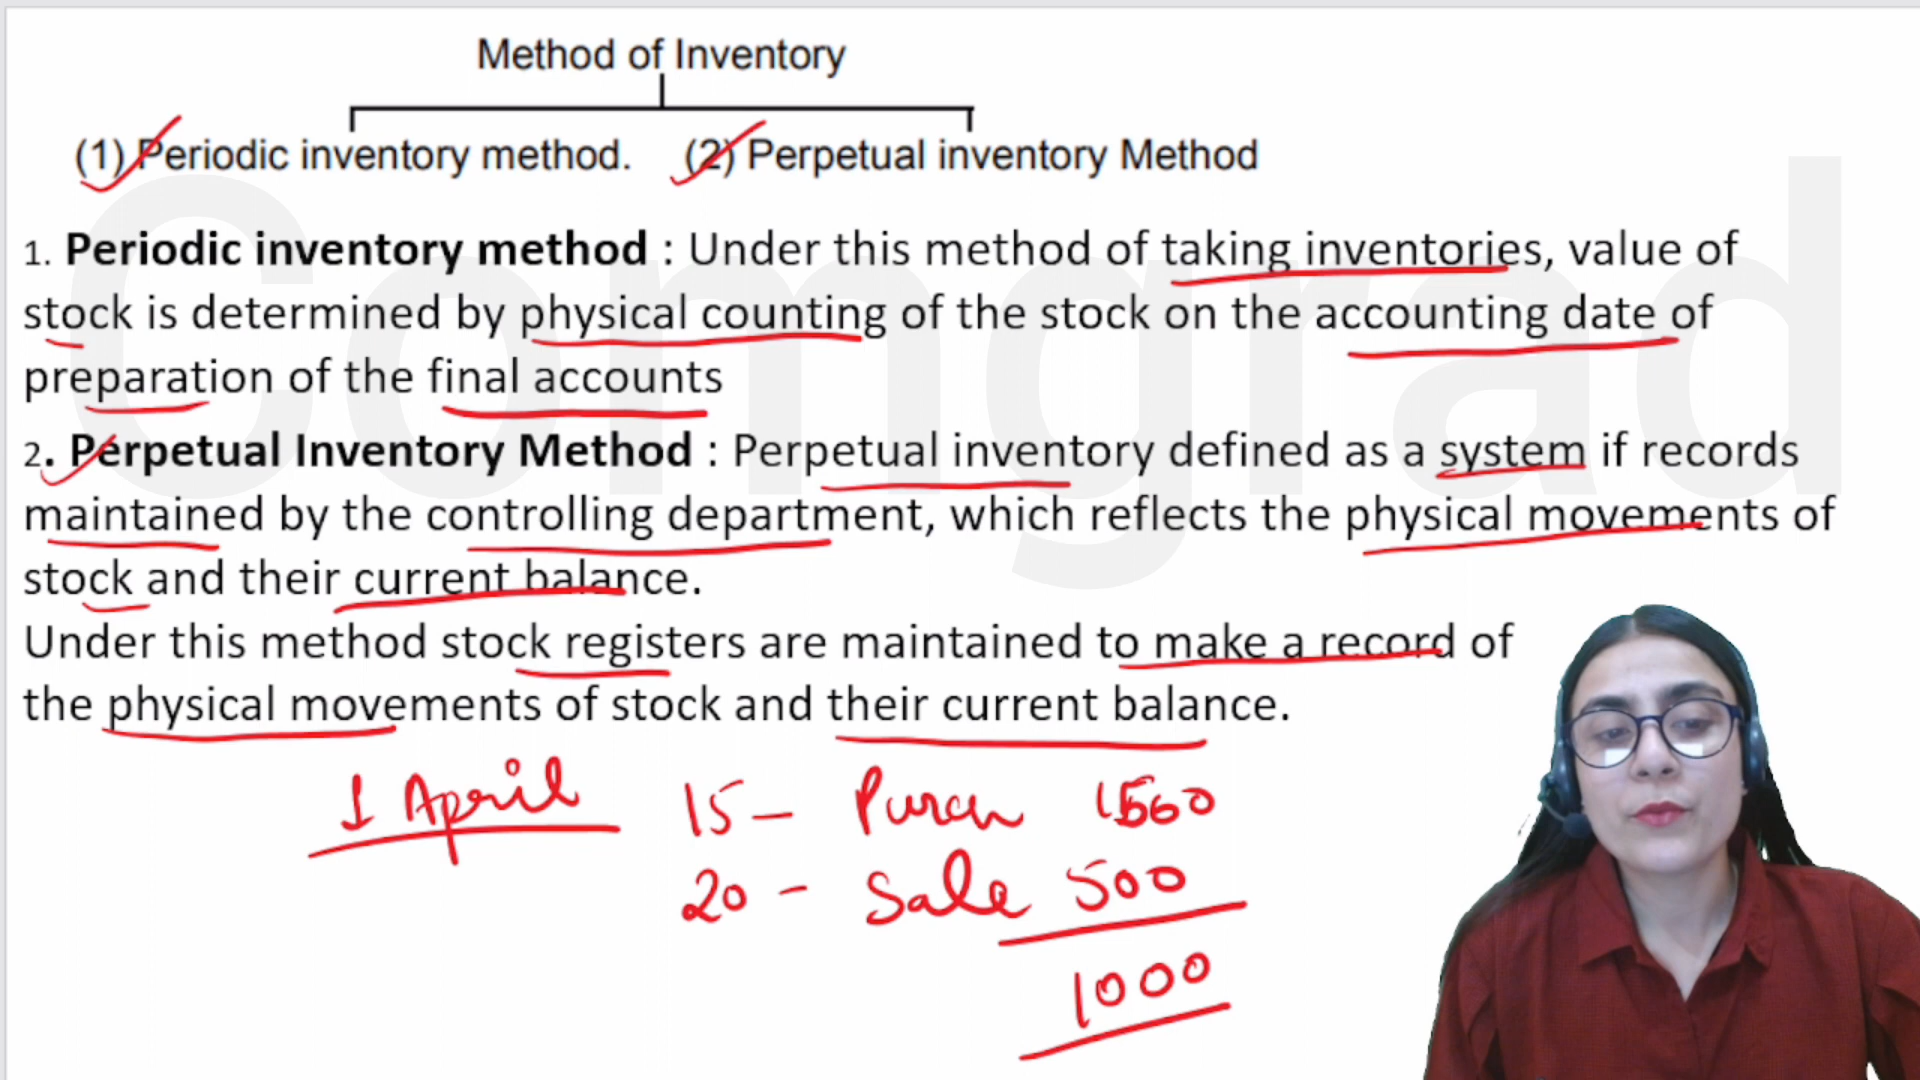 Method of Inventory
(1) Periodic inventory method. (2) Perpetual inventory Method
1. Periodic inventory method : Under this method of taking inventories, value of
stock is determined by physical counting of the stock on the accounting date of
preparation of the final accounts
2. Perpetual Inventory Method : Perpetual inventory defined as a system if records
maintained by the controlling department, which reflects the physical movements of
stock and their current balance.
Under this method stock registers are maintained to make a record of
the physical movements of stock and their current balance.
1 April 15 - Purch
20 - Sale 500
1000
Comgrad